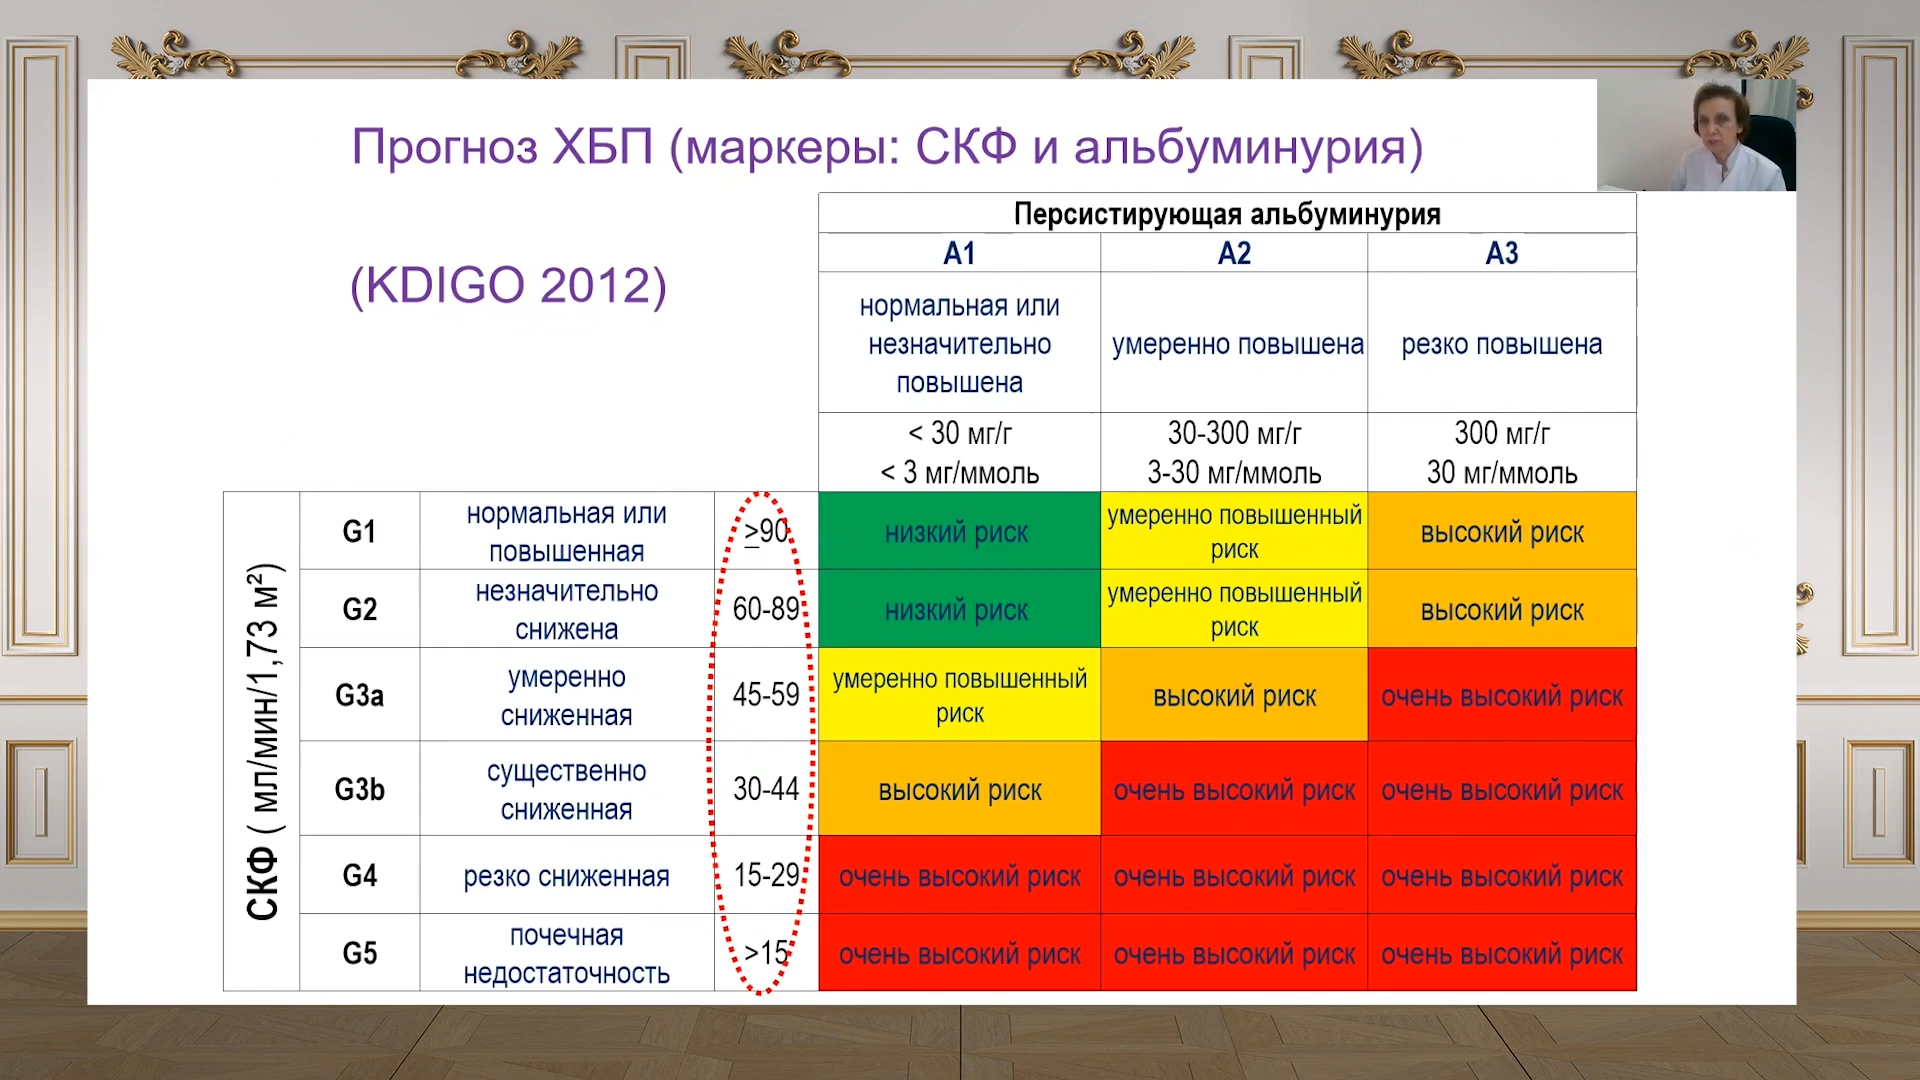 Прогноз ХБП (маркеры: СКФ и альбуминурия)
(KDIGO 2012)
Персистирующая альбуминурия
A1 A2 A3
нормальная или
незначительно
повышена
умеренно повышена
резко повышена
< 30 мг/г
< 3 мг/ммоль
30-300 мг/г
3-30 мг/ммоль
300 мг/г
30 мг/ммоль
СКФ ( мл/мин/1,73 м²)
G1
нормальная или
повышенная
≥90
низкий риск
умеренно повышенный
риск
высокий риск
G2
незначительно
снижена
60-89
низкий риск
умеренно повышенный
риск
высокий риск
G3a
умеренно
сниженная
45-59
умеренно повышенный
риск
высокий риск
очень высокий риск
G3b
существенно
сниженная
30-44
высокий риск
очень высокий риск
очень высокий риск
G4
резко сниженная
15-29
очень высокий риск
очень высокий риск
очень высокий риск
G5
почечная
недостаточность
>15
очень высокий риск
очень высокий риск
очень высокий риск